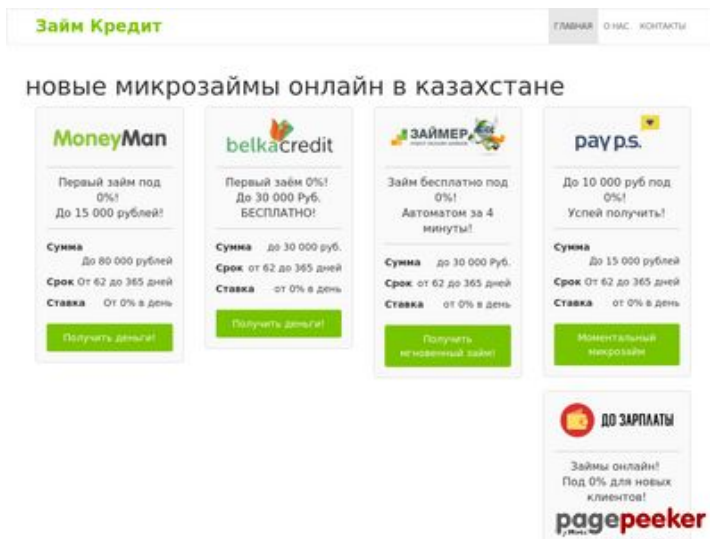 Займ Кредит
ГЛАВНАЯ О НАС КОНТАКТЫ
новые микрозаймы онлайн в казахстане
MoneyMan
Первый займ под
0%!
До 15 000 рублей!
Сумма
До 80 000 рублей
Срок От 62 до 365 дней
Ставка От 0% в день
Получить деньги!
belkacredit
Первый заём 0%!
До 30 000 Руб.
БЕСПЛАТНО!
Сумма до 30 000 руб.
Срок от 62 до 365 дней
Ставка от 0% в день
Получить деньги!
ЗАЙМЕР
Займ бесплатно под
0%!
Автоматом за 4
минуты!
Сумма до 30 000 Руб.
Срок от 62 до 365 дней
Ставка от 0% в день
Получить
мгновенный займ!
pay p.s.
До 10 000 руб под
0%!
Успей получить!
Сумма
До 15 000 рублей
Срок От 62 до 365 дней
Ставка от 0% в день
Моментальный
микрозайм
ДО ЗАРПЛАТЫ
Займы онлайн!
Под 0% для новых
клиентов!
pagepeeker